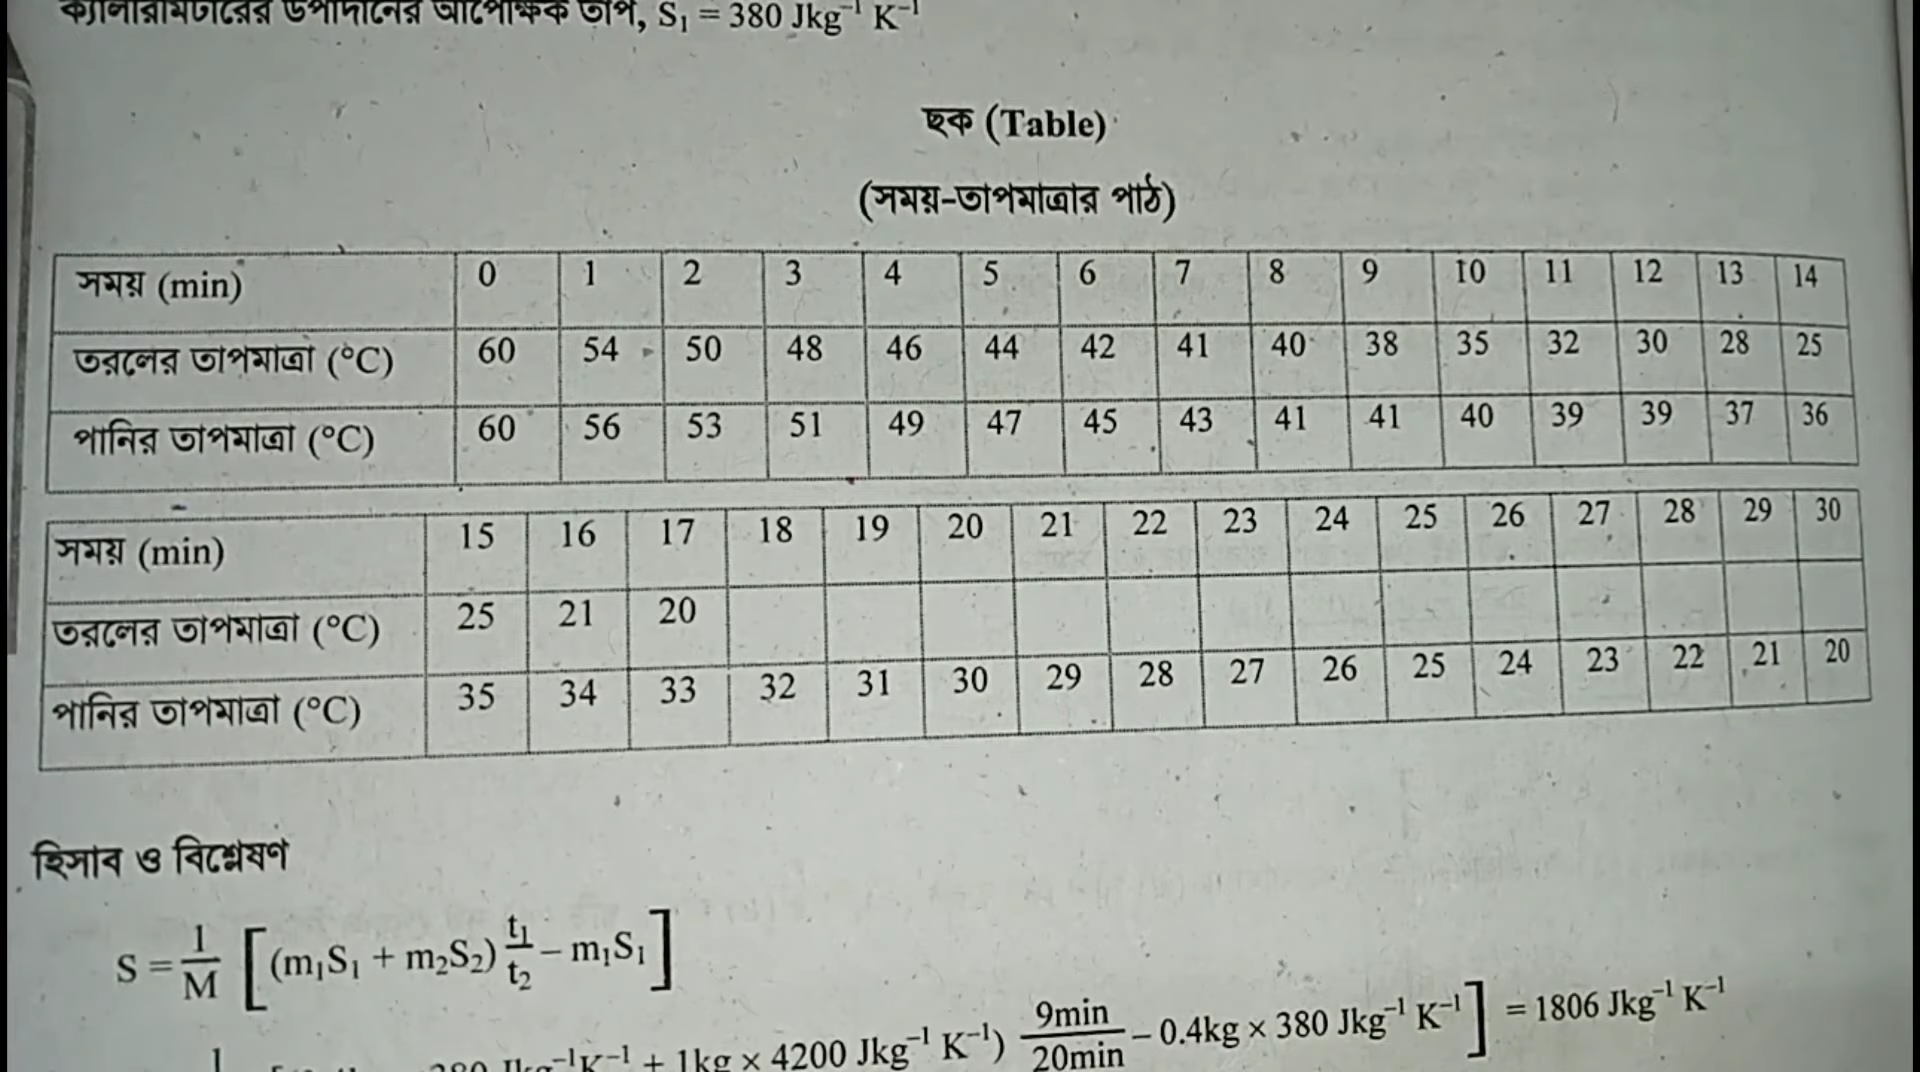 ক্যালরিমিটারের উপাদানের আপেক্ষিক তাপ, S₁ = 380 Jkg⁻¹ K⁻¹
ছক (Table)
(সময়-তাপমাত্রার পাঠ)
সময় (min) 0 1 2 3 4 5 6 7 8 9 10 11 12 13 14
তরলের তাপমাত্রা (°C) 60 54 50 48 46 44 42 41 40 38 35 32 30 28 25
পানির তাপমাত্রা (°C) 60 56 53 51 49 47 45 43 41 41 40 39 39 37 36
সময় (min) 15 16 17 18 19 20 21 22 23 24 25 26 27 28 29 30
তরলের তাপমাত্রা (°C) 25 21 20
পানির তাপমাত্রা (°C) 35 34 33 32 31 30 29 28 27 26 25 24 23 22 21 20
হিসাব ও বিশ্লেষণ
S = 1/M [(m₁S₁ + m₂S₂) t₁/t₂ – m₁S₁]
380 Jkg⁻¹K⁻¹ + 1kg × 4200 Jkg⁻¹ K⁻¹) 9min/20min – 0.4kg × 380 Jkg⁻¹ K⁻¹] = 1806 Jkg⁻¹ K⁻¹